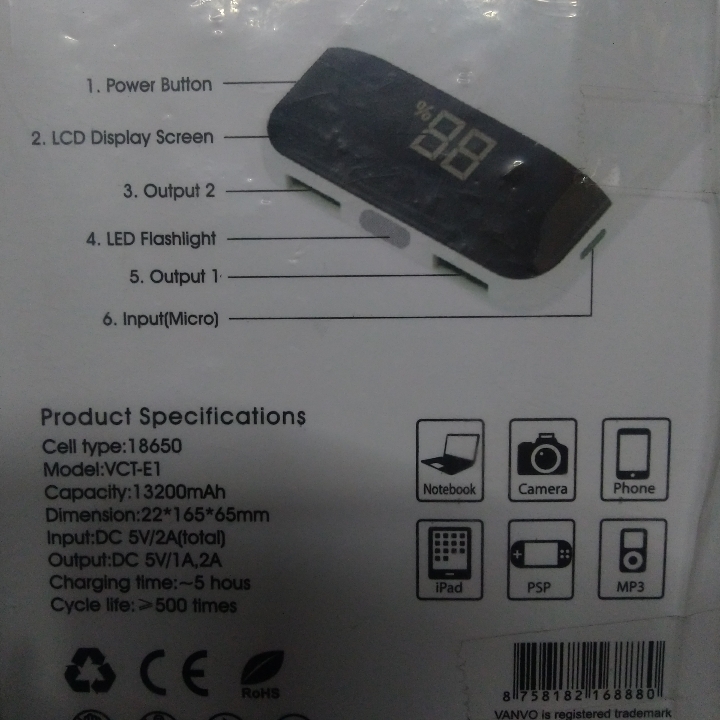 1. Power Button
2. LCD Display Screen
3. Output 2
4. LED Flashlight
5. Output 1
6. Input(Micro)
%88
Product Specifications
Cell type:18650
Model:VCT-E1
Capacity:13200mAh
Dimension:22*165*65mm
Input:DC 5V/2A(total)
Output:DC 5V/1A,2A
Charging time:~5 hous
Cycle life:≥500 times
Notebook
Camera
Phone
iPad
PSP
MP3
CE
RoHS
8 758182 168880
VANVO is registered trademark